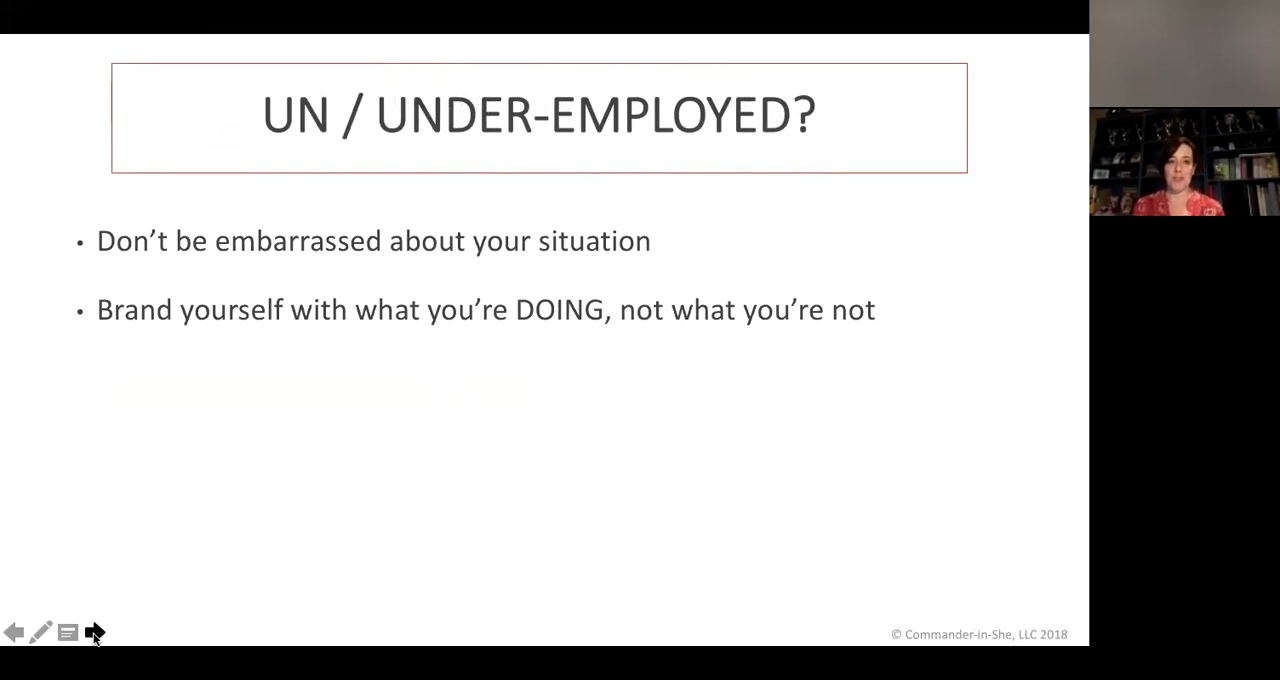 UN / UNDER-EMPLOYED?
• Don’t be embarrassed about your situation
• Brand yourself with what you’re DOING, not what you’re not
© Commander-in-She, LLC 2018